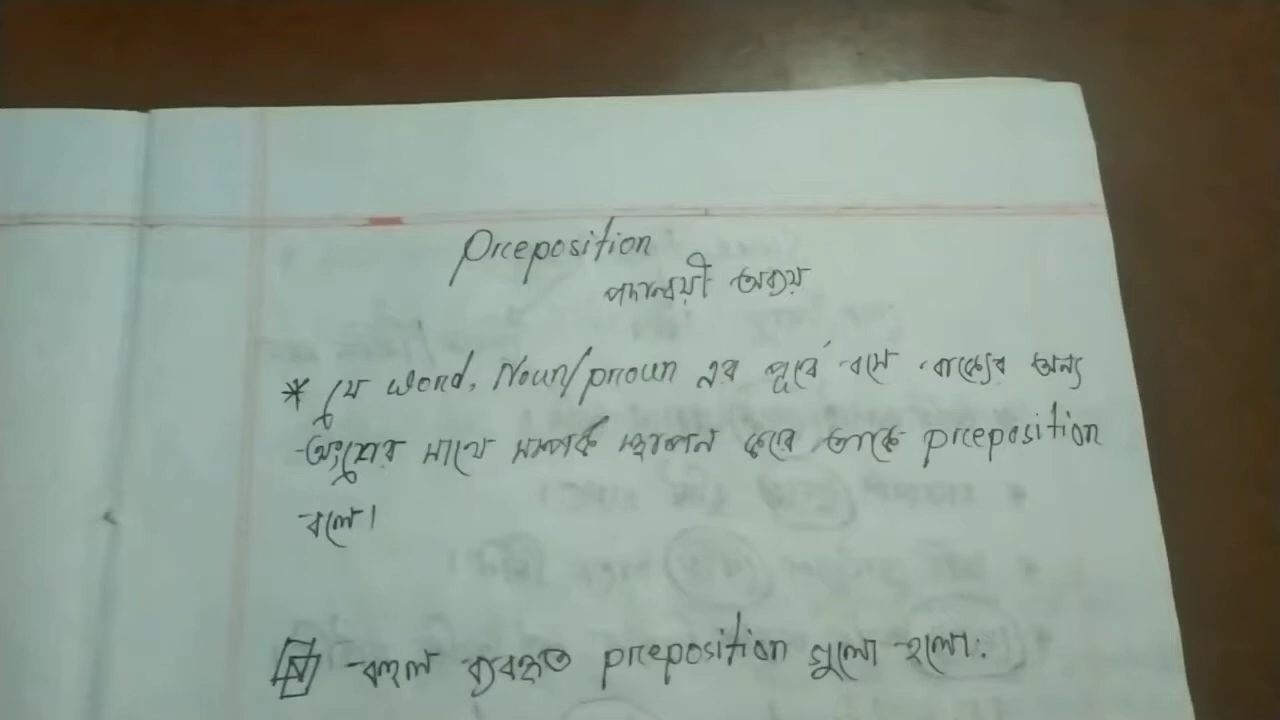 Preposition
পদান্বয়ী অব্যয়
* যে word, Noun/prnoun এর পূর্বে বসে বাক্যের অন্য
অংশের সাথে সম্পর্ক স্থাপন করে তাকে preposition
বলে।
বহুল ব্যবহৃত preposition গুলো হলো: